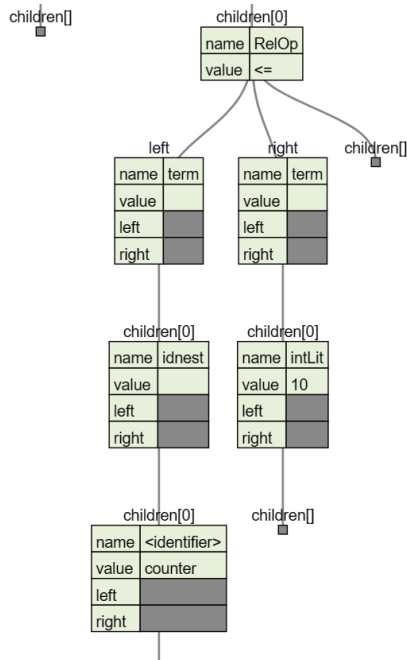 children[]
children[0]
name RelOp
value <=
left
right
children[]
name term
value
left
right
name term
value
left
right
children[0]
name idnest
value
left
right
children[0]
name intLit
value 10
left
right
children[0]
name <identifier>
value counter
left
right
children[]